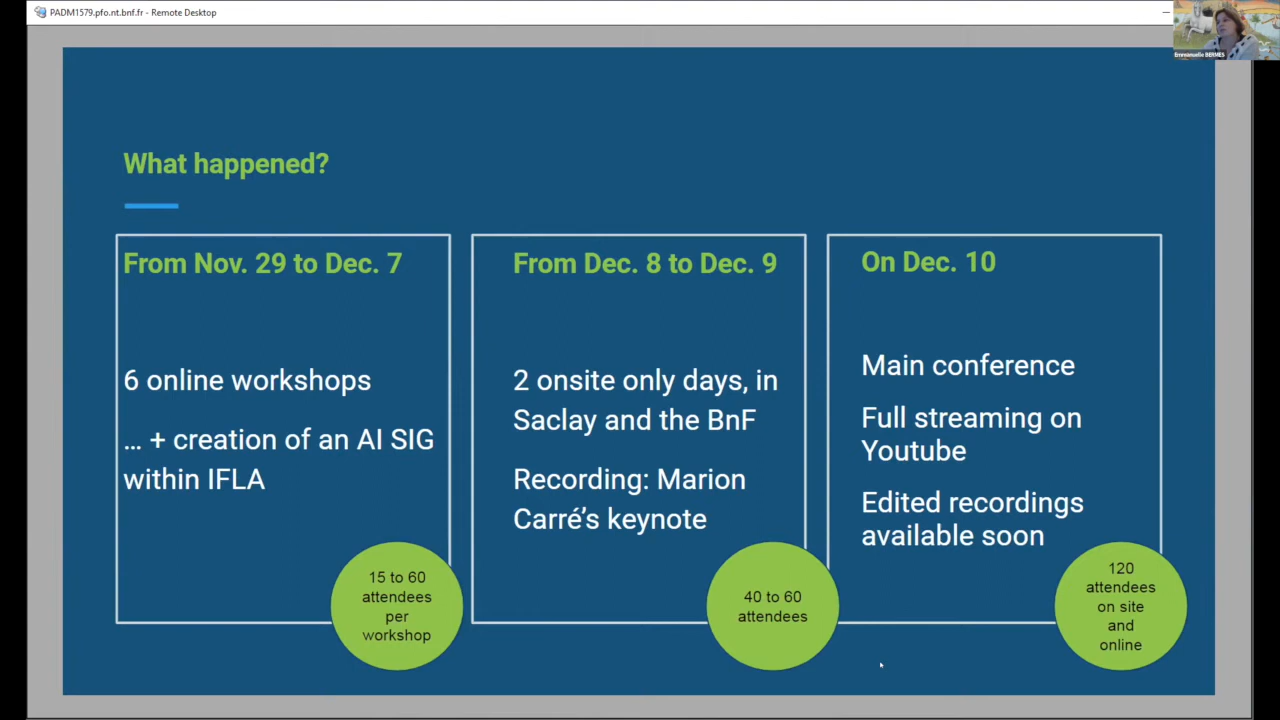 PADM1579.pfo.nt.bnf.fr - Remote Desktop
Emmanuelle BERMES
What happened?
From Nov. 29 to Dec. 7
6 online workshops
... + creation of an AI SIG
within IFLA
15 to 60
attendees
per
workshop
From Dec. 8 to Dec. 9
2 onsite only days, in
Saclay and the BnF
Recording: Marion
Carré’s keynote
40 to 60
attendees
On Dec. 10
Main conference
Full streaming on
Youtube
Edited recordings
available soon
120
attendees
on site
and
online